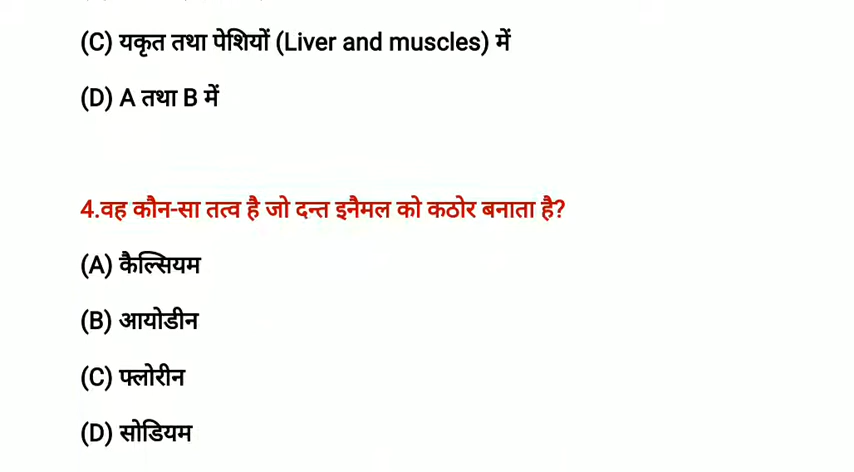 (C) यकृत तथा पेशियों (Liver and muscles) में
(D) A तथा B में
4.वह कौन-सा तत्व है जो दन्त इनैमल को कठोर बनाता है?
(A) कैल्सियम
(B) आयोडीन
(C) फ्लोरीन
(D) सोडियम